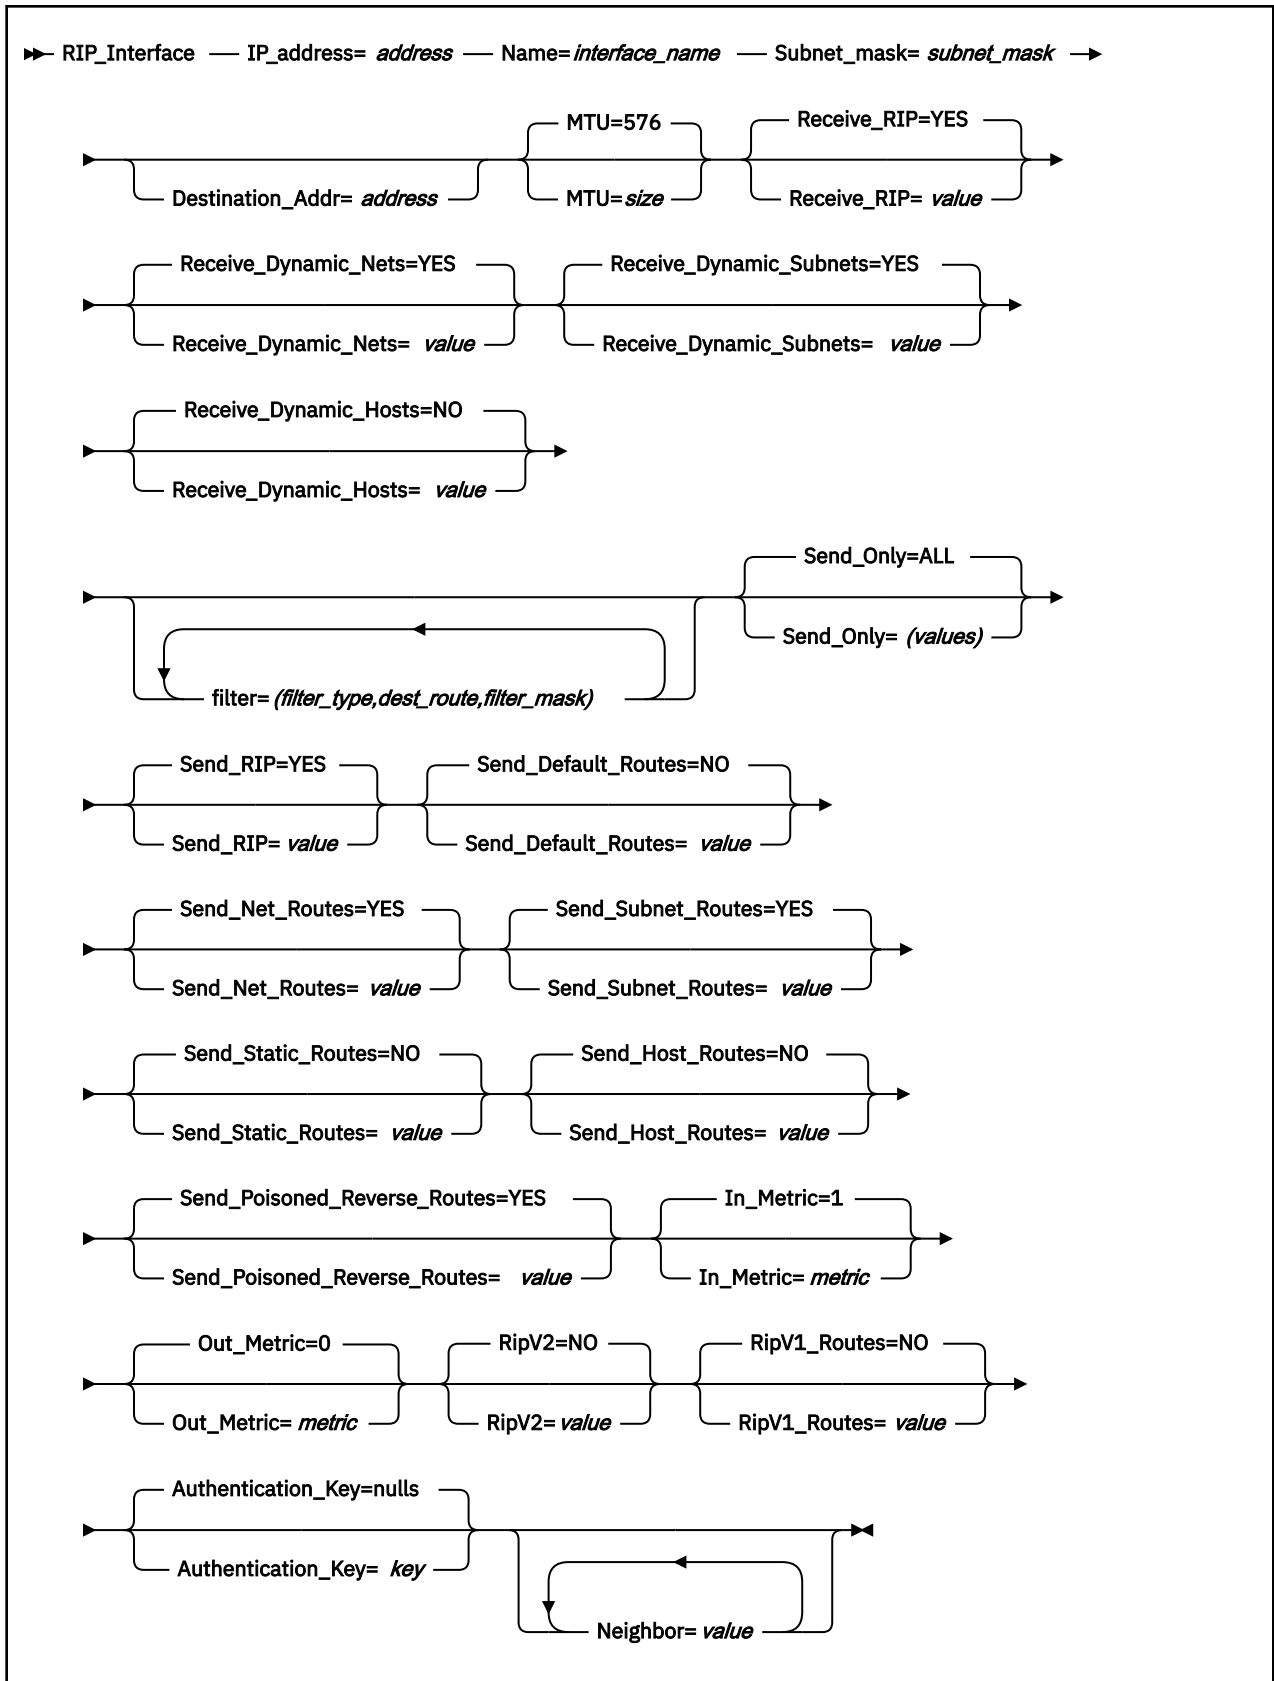 RIP_Interface IP_address= address Name= interface_name Subnet_mask= subnet_mask
MTU=576 Receive_RIP=YES
Destination_Addr= address MTU= size Receive_RIP= value
Receive_Dynamic_Nets=YES Receive_Dynamic_Subnets=YES
Receive_Dynamic_Nets= value Receive_Dynamic_Subnets= value
Receive_Dynamic_Hosts=NO
Receive_Dynamic_Hosts= value
Send_Only=ALL
Send_Only= (values)
filter= (filter_type,dest_route,filter_mask)
Send_RIP=YES Send_Default_Routes=NO
Send_RIP= value Send_Default_Routes= value
Send_Net_Routes=YES Send_Subnet_Routes=YES
Send_Net_Routes= value Send_Subnet_Routes= value
Send_Static_Routes=NO Send_Host_Routes=NO
Send_Static_Routes= value Send_Host_Routes= value
Send_Poisoned_Reverse_Routes=YES In_Metric=1
Send_Poisoned_Reverse_Routes= value In_Metric= metric
Out_Metric=0 RipV2=NO RipV1_Routes=NO
Out_Metric= metric RipV2= value RipV1_Routes= value
Authentication_Key=nulls
Authentication_Key= key
Neighbor= value